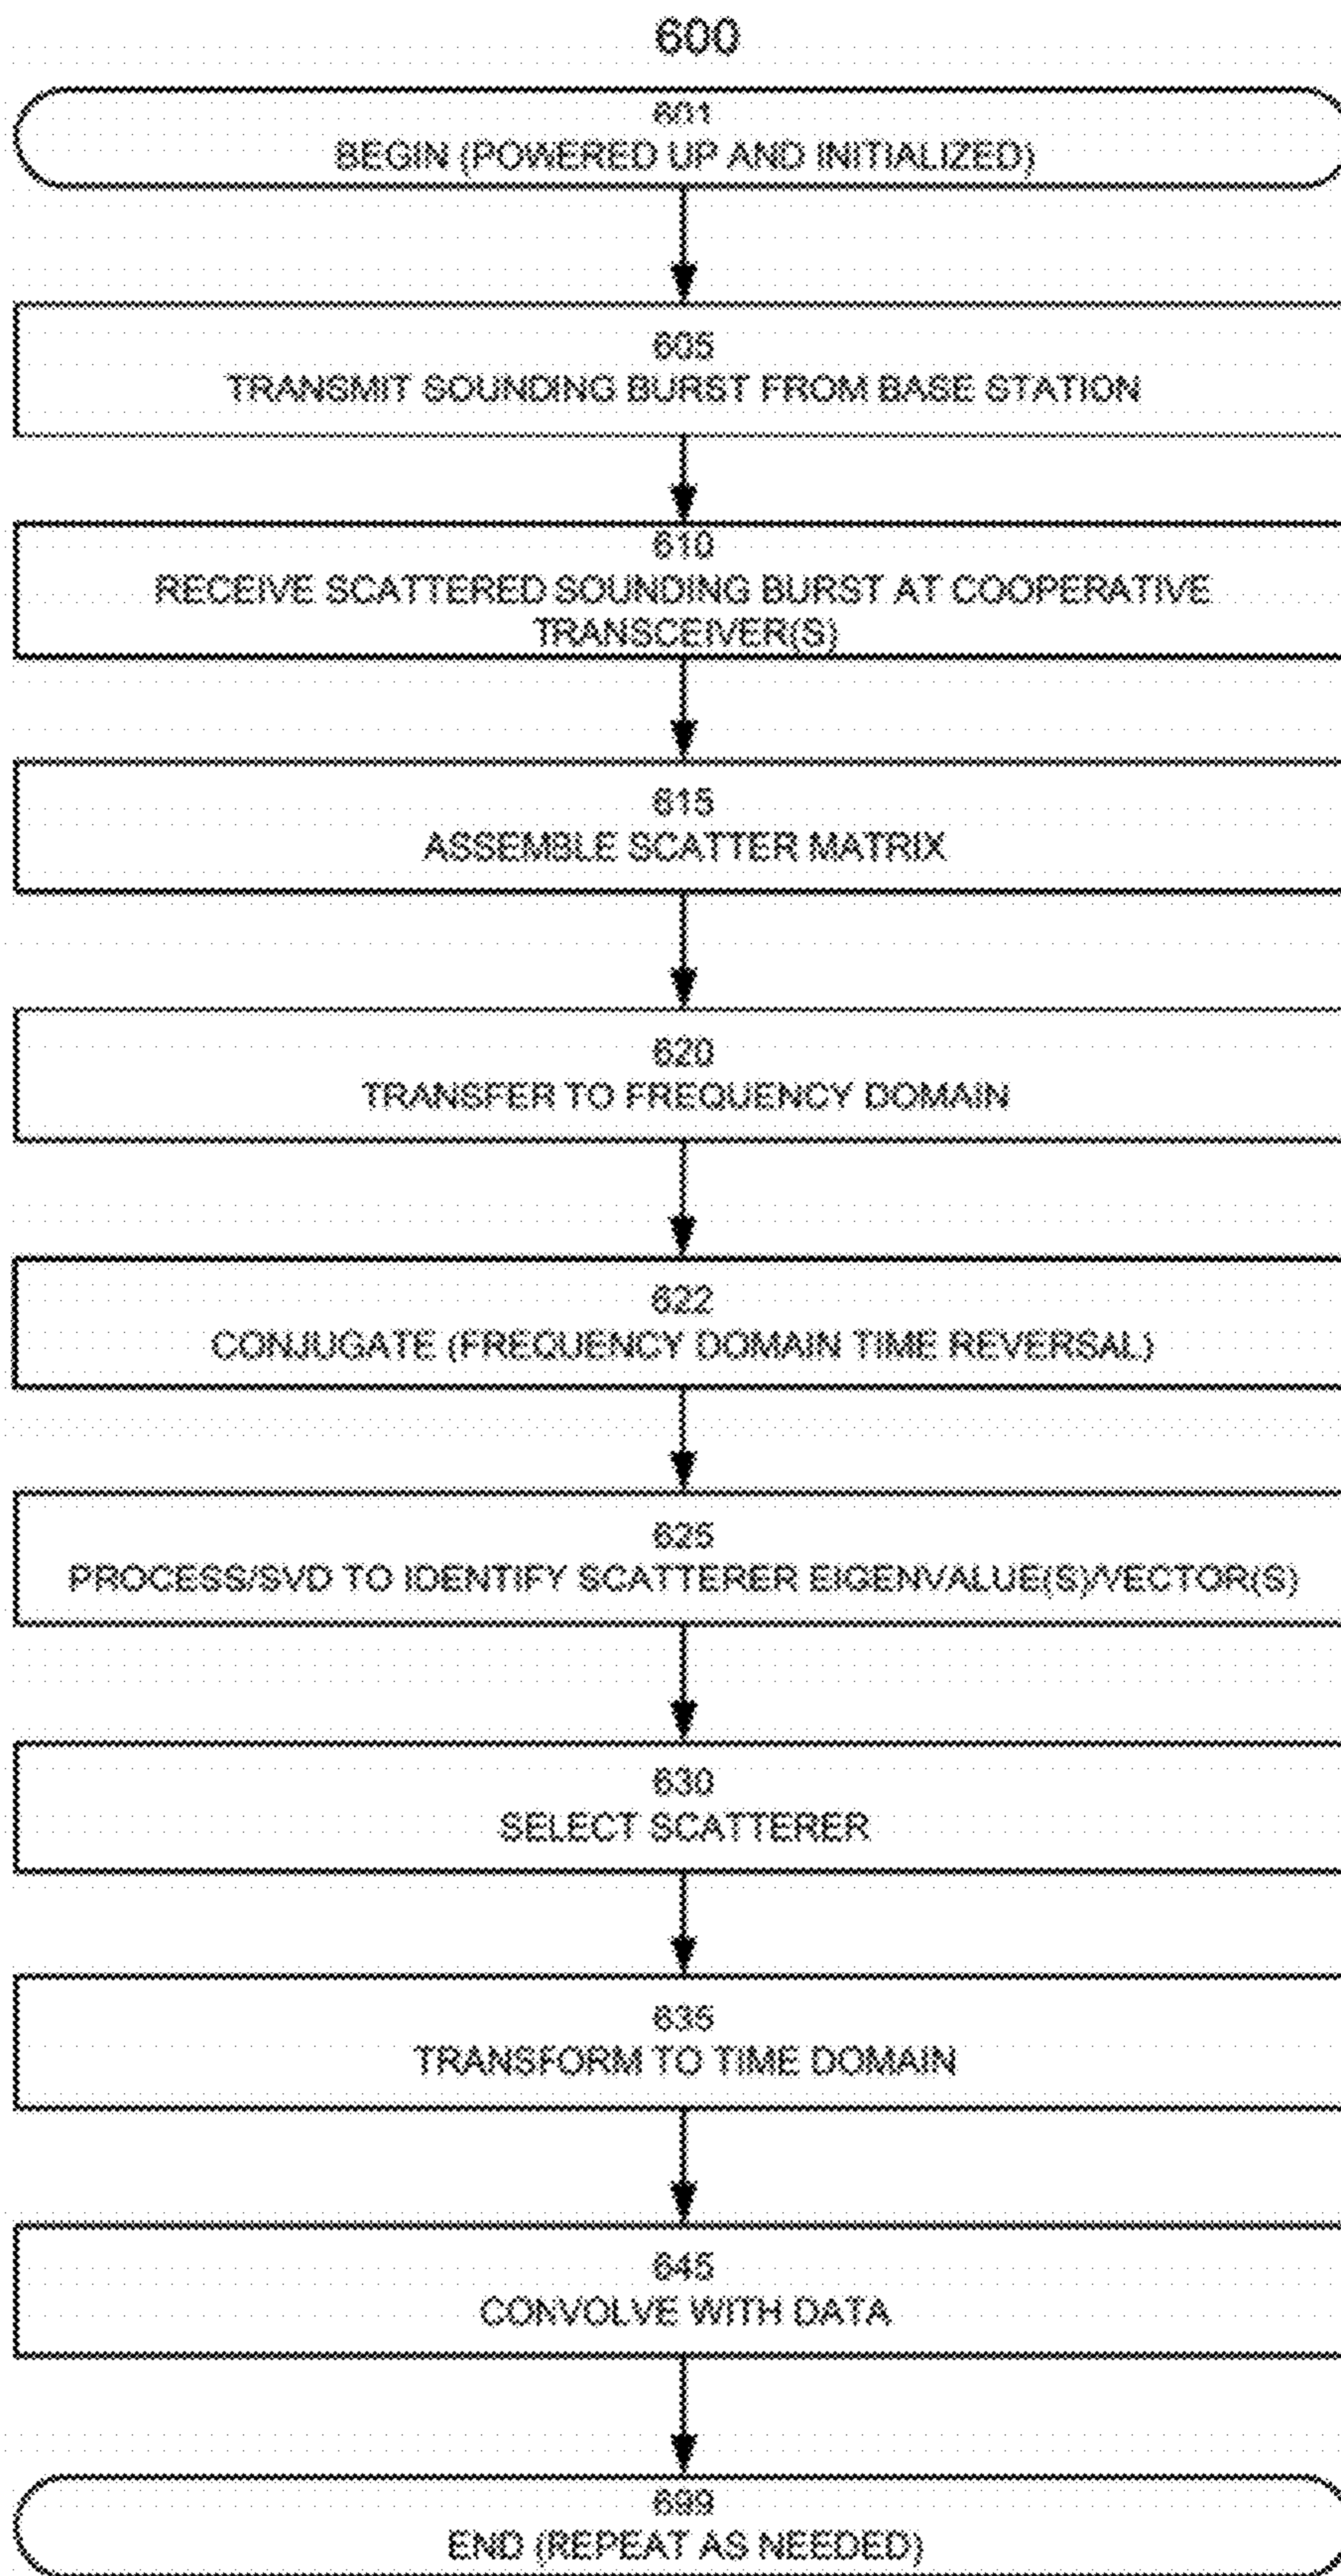 600
601
BEGIN (POWERED UP AND INITIALIZED)
605
TRANSMIT SOUNDING BURST FROM BASE STATION
610
RECEIVE SCATTERED SOUNDING BURST AT COOPERATIVE
TRANSCEIVER(S)
615
ASSEMBLE SCATTER MATRIX
620
TRANSFER TO FREQUENCY DOMAIN
622
CONJUGATE (FREQUENCY DOMAIN TIME REVERSAL)
625
PROCESS/SVD TO IDENTIFY SCATTERER EIGENVALUE(S)/VECTOR(S)
630
SELECT SCATTERER
635
TRANSFORM TO TIME DOMAIN
645
CONVOLVE WITH DATA
699
END (REPEAT AS NEEDED)